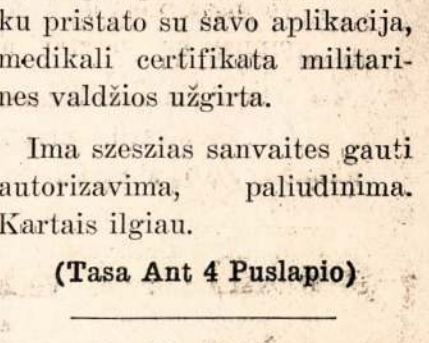 ku pristato su savo aplikacija,
medikali certifikata militari-
nes valdžios užgirta.
Ima szeszias sanvaites gauti
autorizavima, paliudinima.
Kartais ilgiau.
(Tasa Ant 4 Puslapio)